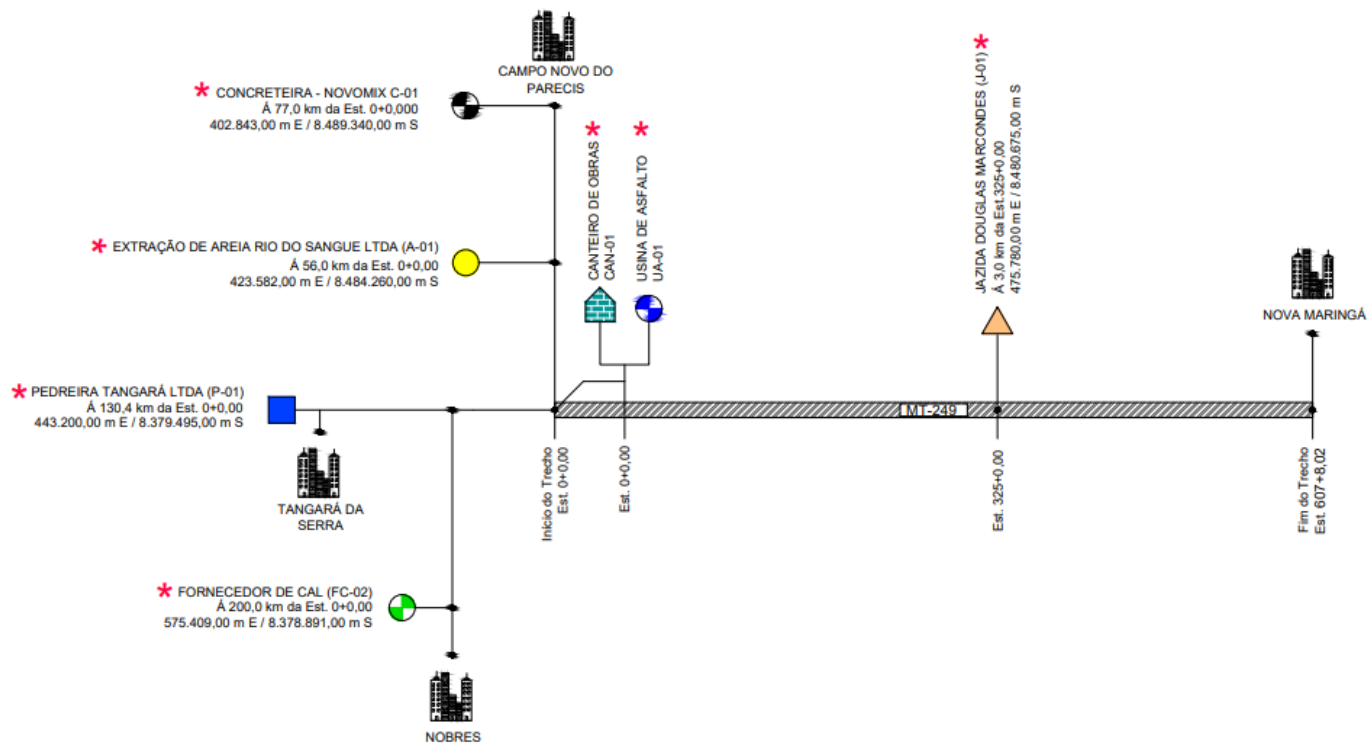 CAMPO NOVO DO
PARECIS
* CONCRETEIRA - NOVOMIX C-01
Á 77,0 km da Est. 0+0,000
402.843,00 m E / 8.489.340,00 m S
* EXTRAÇÃO DE AREIA RIO DO SANGUE LTDA (A-01)
Á 56,0 km da Est. 0+0,00
423.582,00 m E / 8.484.260,00 m S
CANTEIRO DE OBRAS *
CAN-01
USINA DE ASFALTO *
UA-01
JAZIDA DOUGLAS MARCONDES (J-01) *
Á 3,0 km da Est.325+0,00
475.780,00 m E / 8.480.675,00 m S
NOVA MARINGÁ
* PEDREIRA TANGARÁ LTDA (P-01)
Á 130,4 km da Est. 0+0,00
443.200,00 m E / 8.379.495,00 m S
MT-249
TANGARÁ DA
SERRA
Início do Trecho
Est. 0+0,00
Est. 0+0,00
Est. 325+0,00
Fim do Trecho
Est. 607+8,02
* FORNECEDOR DE CAL (FC-02)
Á 200,0 km da Est. 0+0,00
575.409,00 m E / 8.378.891,00 m S
NOBRES